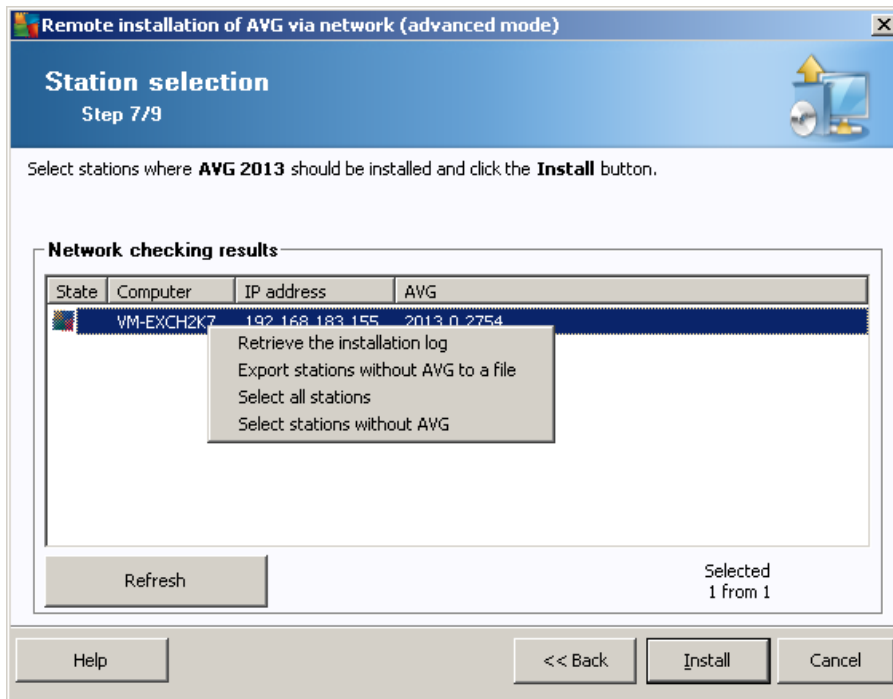 Remote installation of AVG via network (advanced mode)
Station selection
Step 7/9
Select stations where AVG 2013 should be installed and click the Install button.
Network checking results
State Computer IP address AVG
VM-EXCH2K7 192.168.183.155 2013.0.2754
Retrieve the installation log
Export stations without AVG to a file
Select all stations
Select stations without AVG
Refresh
Selected
1 from 1
Help
<< Back
Install
Cancel